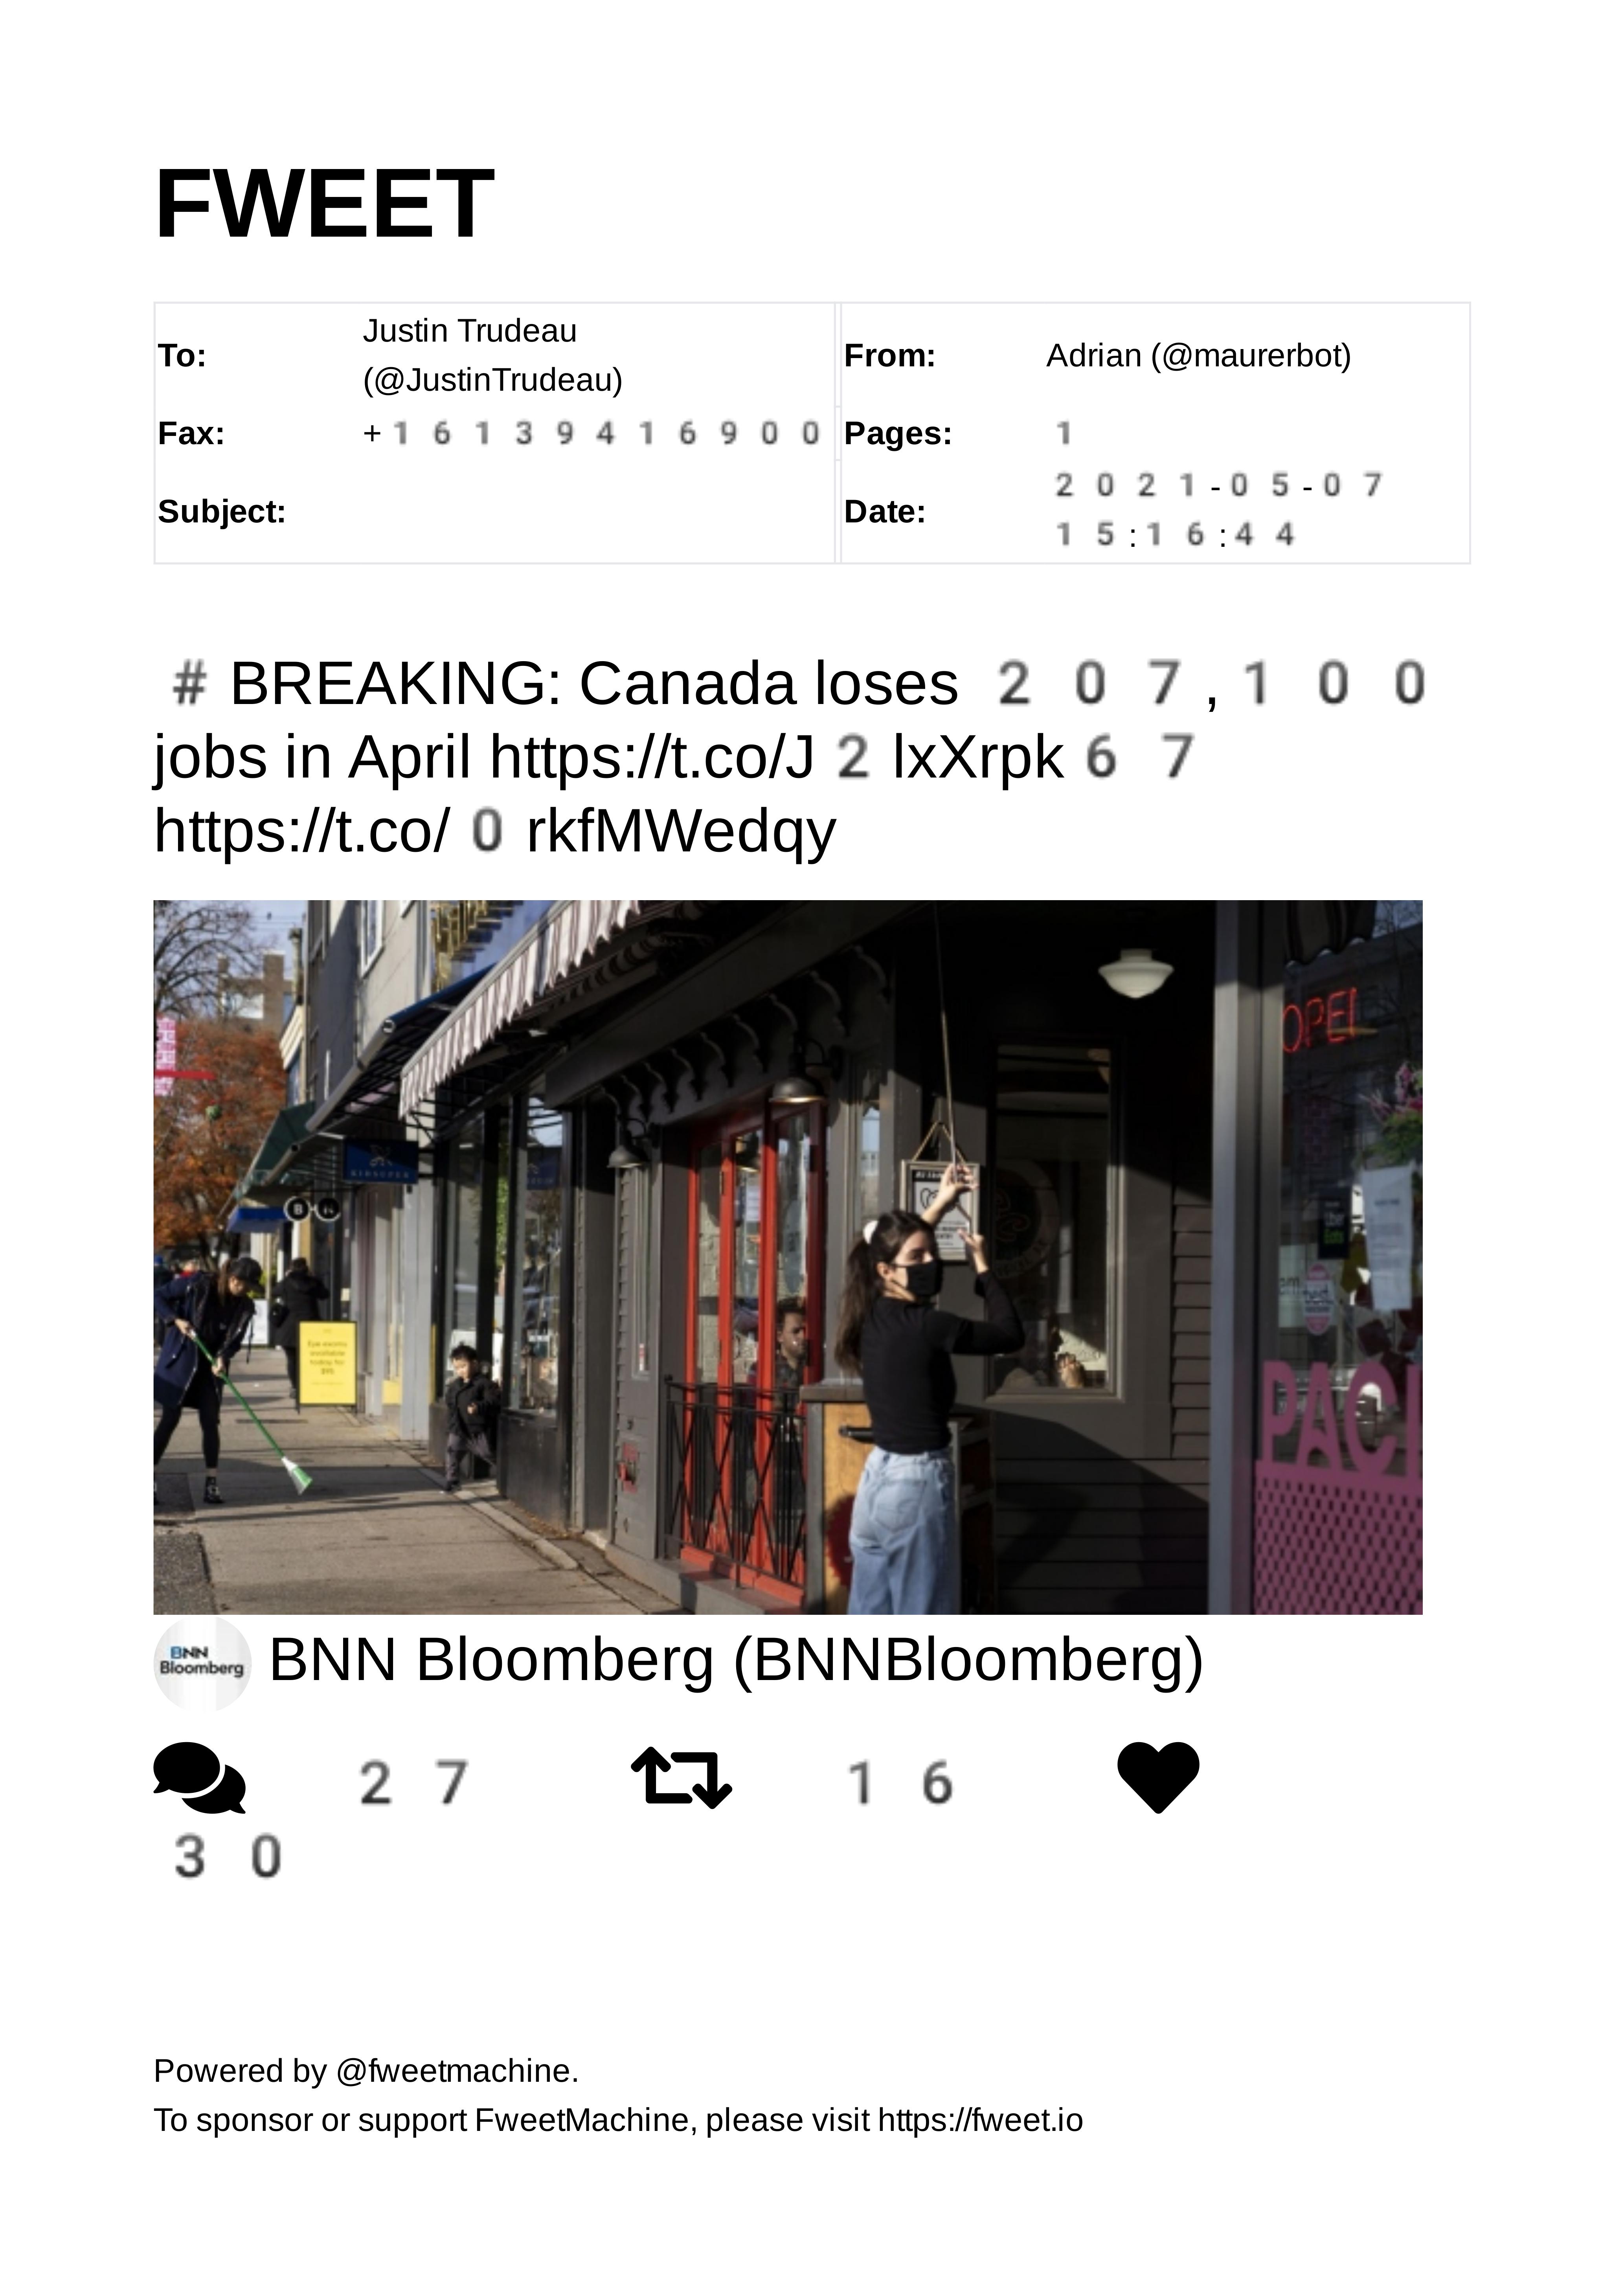 FWEET
To: Justin Trudeau (@JustinTrudeau) From: Adrian (@maurerbot)
Fax: +16139416900 Pages: 1
Subject: Date: 2021-05-07 15:16:44
#BREAKING: Canada loses 207,100
jobs in April https://t.co/J2lxXrpk67
https://t.co/0rkfMWedqy
OPEN
B
KIDSUPER
PACI
BNN
Bloomberg
BNN Bloomberg (BNNBloomberg)
27 16
30
Powered by @fweetmachine.
To sponsor or support FweetMachine, please visit https://fweet.io